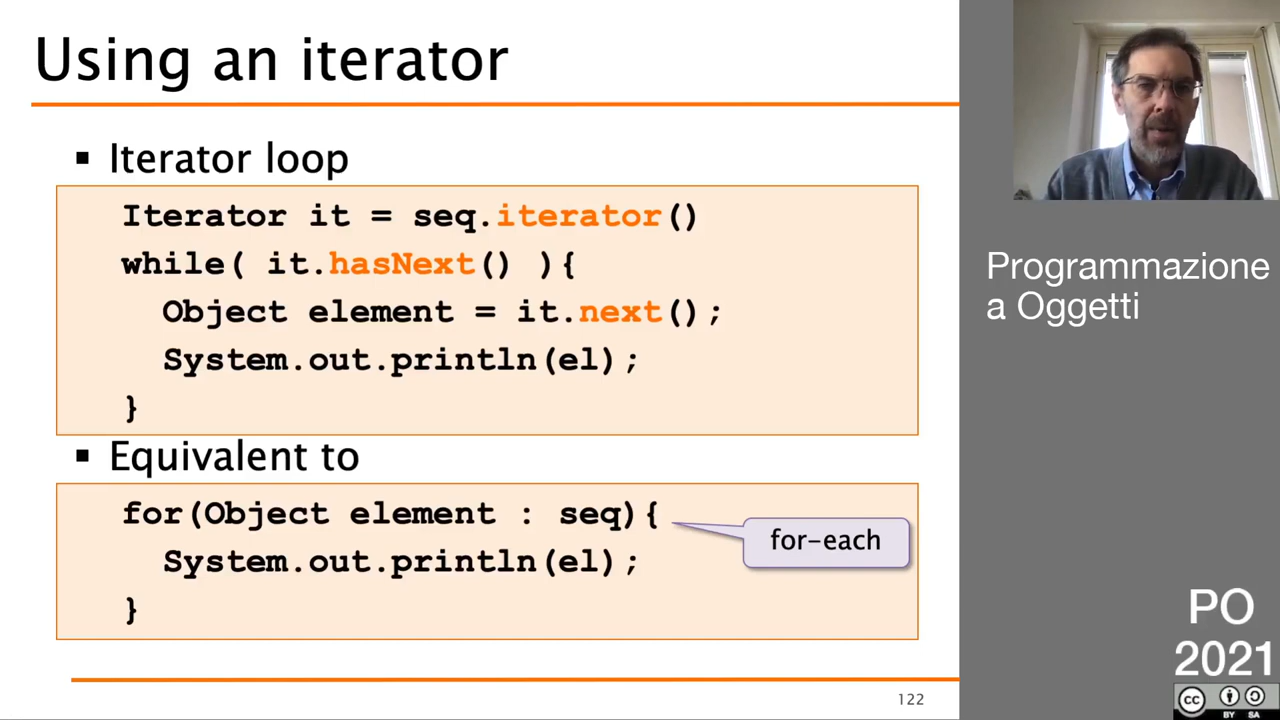 Using an iterator
▪ Iterator loop
Iterator it = seq.iterator()
while( it.hasNext() ){
Object element = it.next();
System.out.println(el);
}
▪ Equivalent to
for(Object element : seq){
for-each
System.out.println(el);
}
122
Programmazione
a Oggetti
PO
2021
CC
BY SA